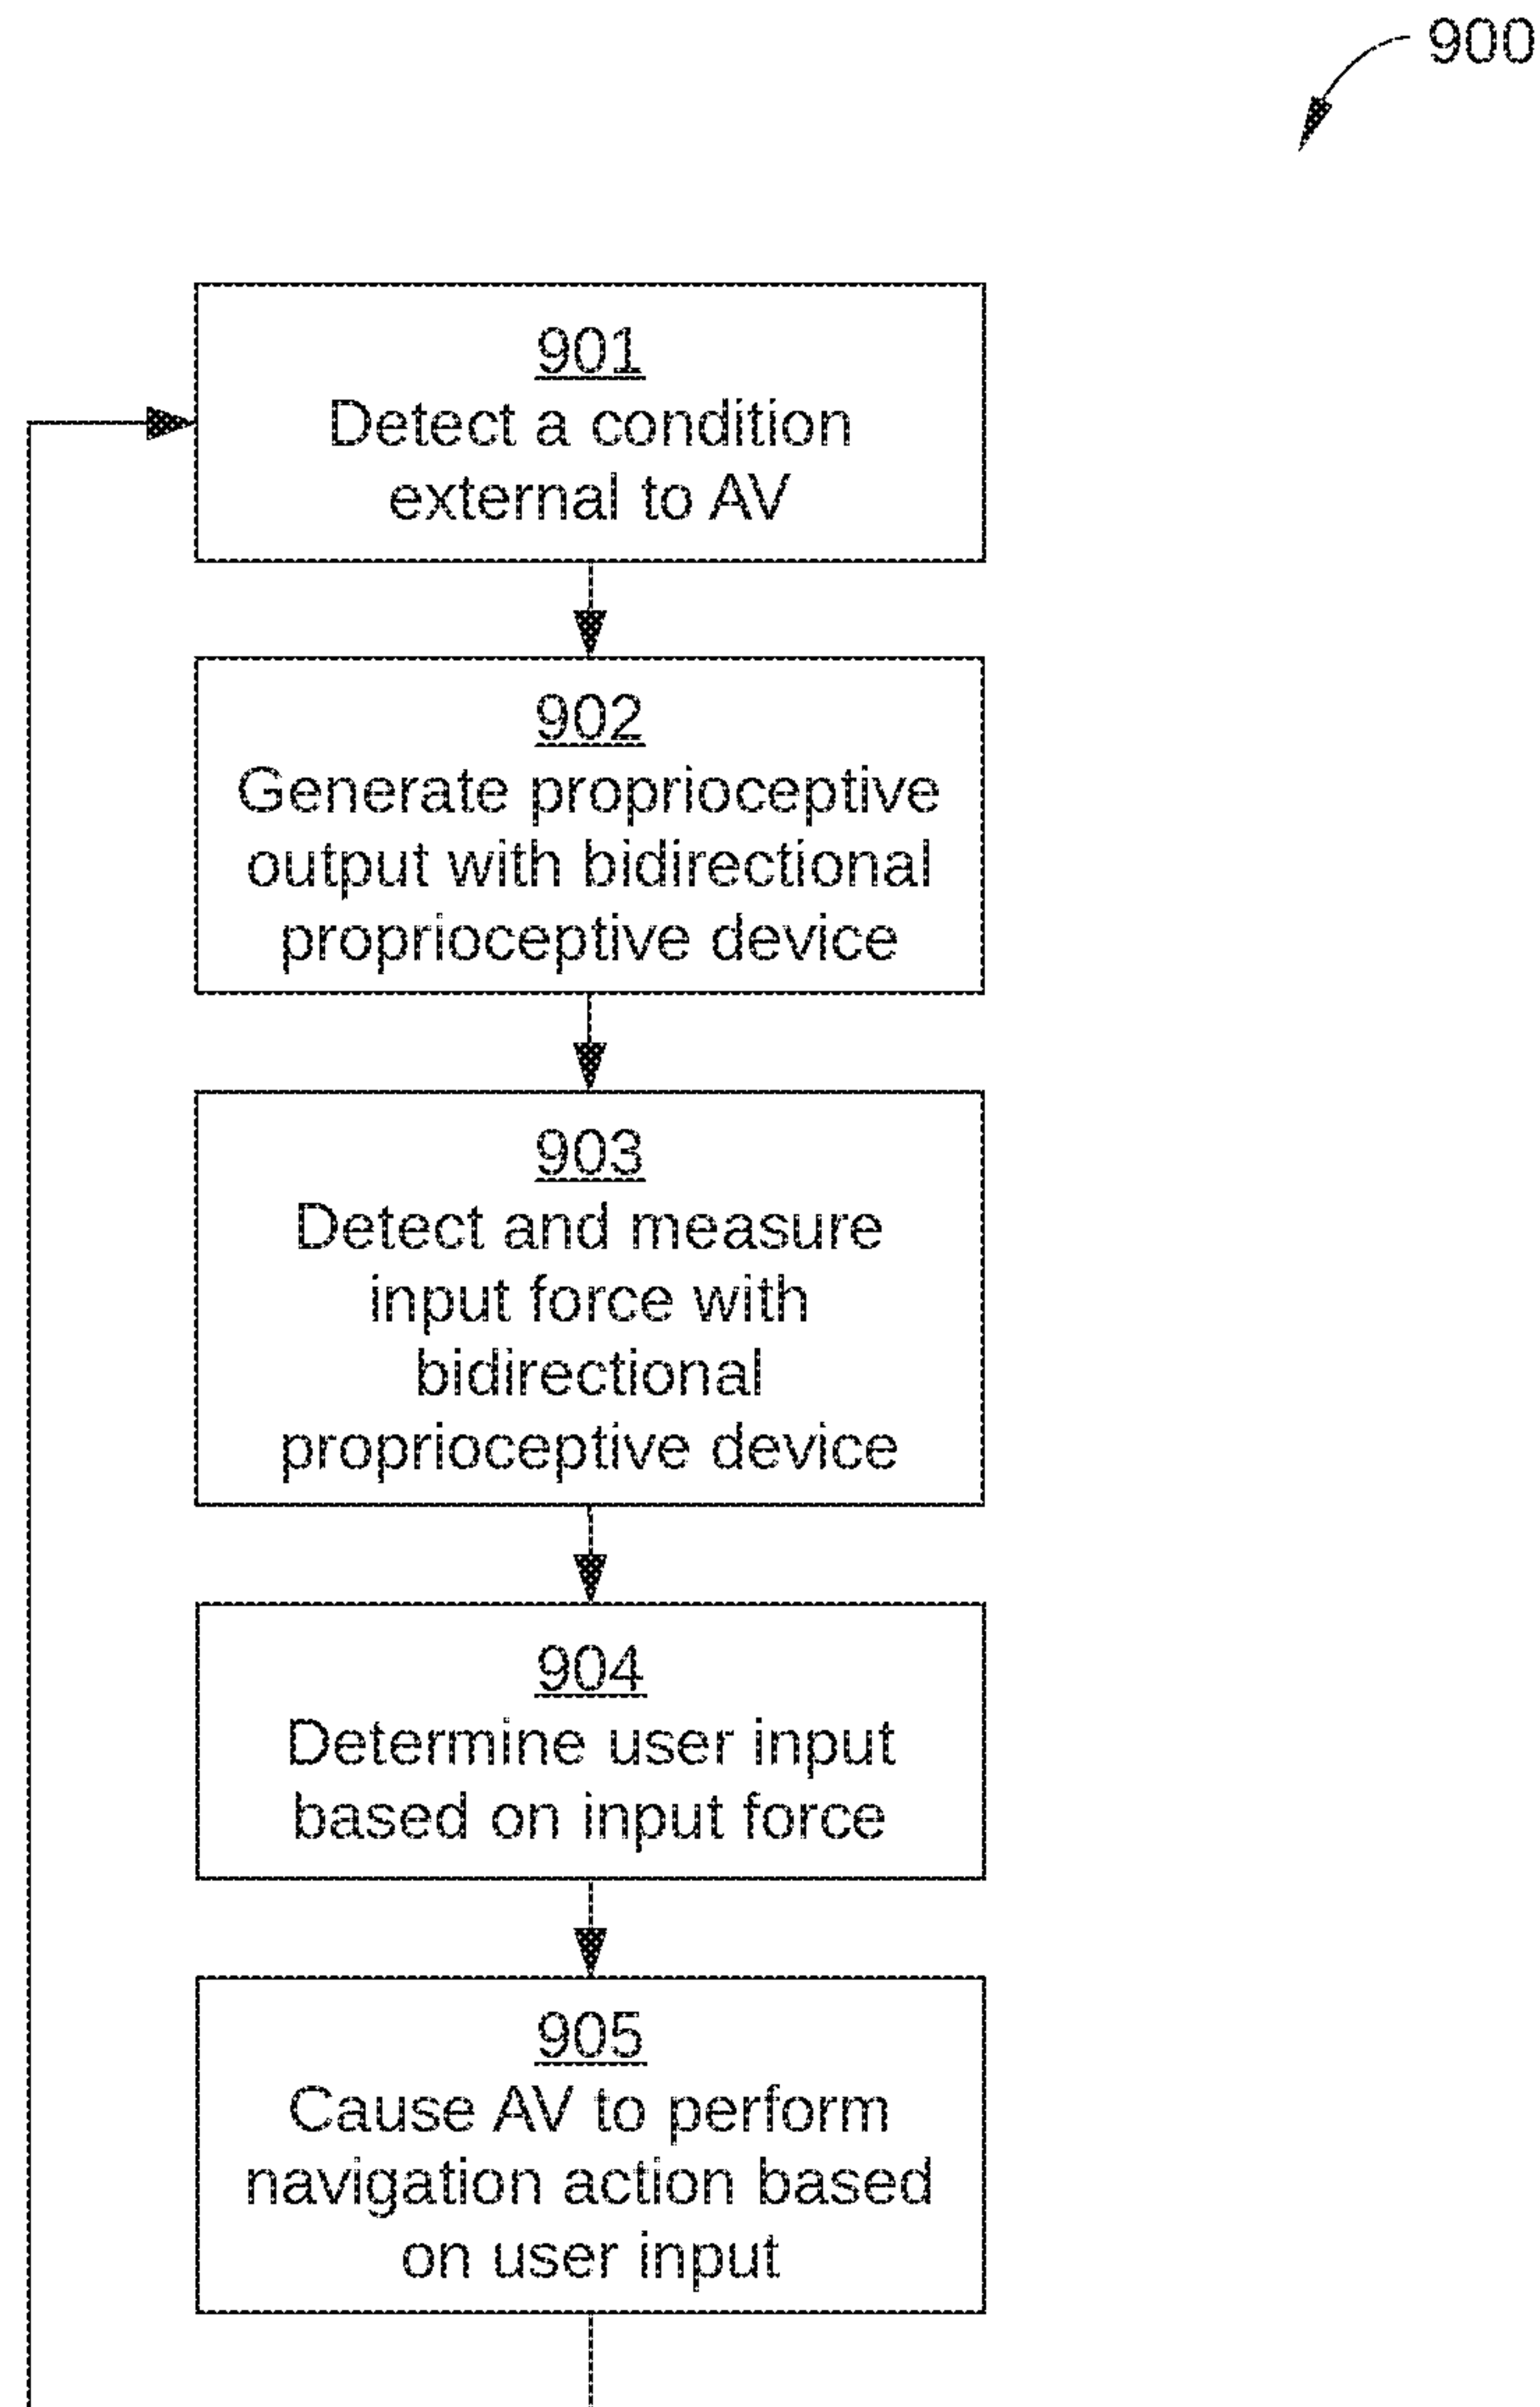 900
901
Detect a condition
external to AV
902
Generate proprioceptive
output with bidirectional
proprioceptive device
903
Detect and measure
input force with
bidirectional
proprioceptive device
904
Determine user input
based on input force
905
Cause AV to perform
navigation action based
on user input